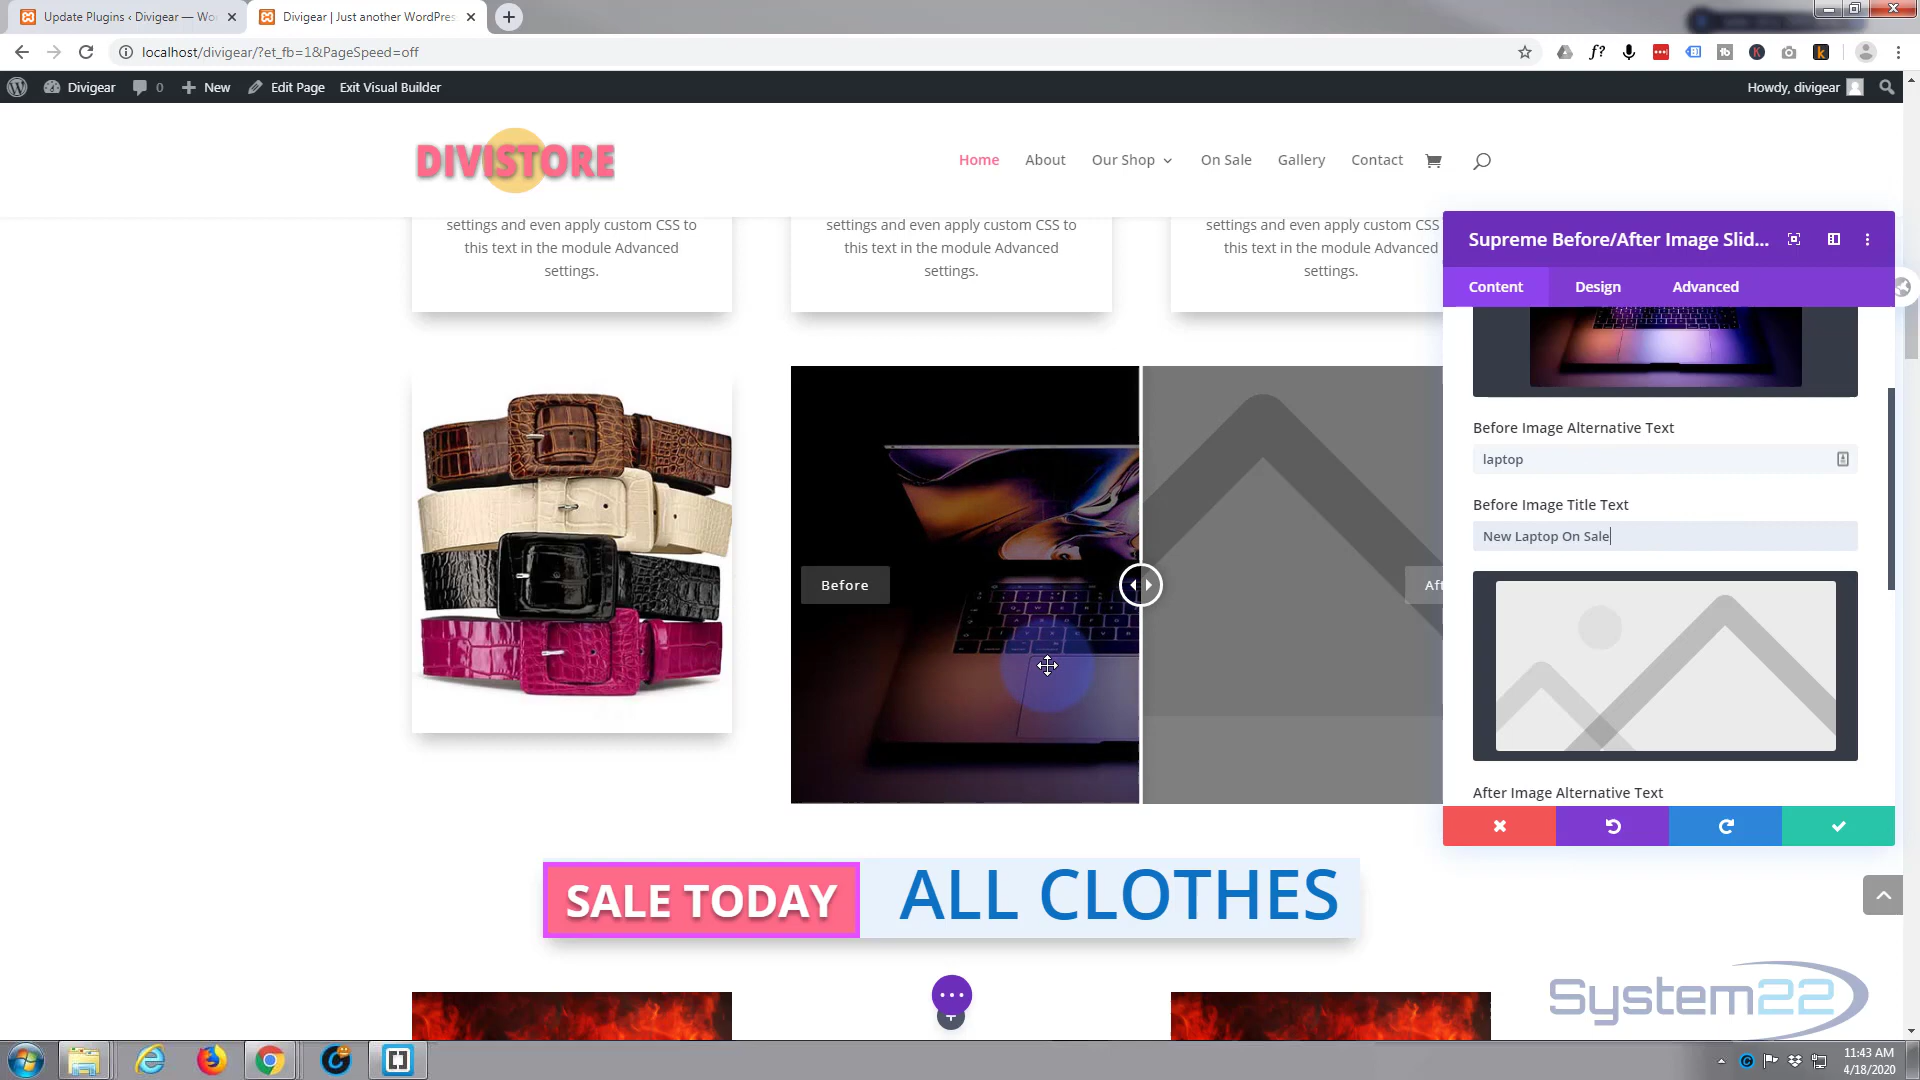 Update Plugins ‹ Divigear — Wo
Divigear | Just another WordPress
localhost/divigear/?et_fb=1&PageSpeed=off
Divigear
0
New
Edit Page
Exit Visual Builder
Howdy, divigear
DIVISTORE
Home
About
Our Shop
On Sale
Gallery
Contact
settings and even apply custom CSS to
this text in the module Advanced
settings.
settings and even apply custom CSS to
this text in the module Advanced
settings.
settings and even apply custom CSS
this text in the module Advanced
settings.
Supreme Before/After Image Slid...
Content
Design
Advanced
Before Image Alternative Text
laptop
Before Image Title Text
New Laptop On Sale
Before
Aft
After Image Alternative Text
SALE TODAY
ALL CLOTHES
System22
11:43 AM
4/18/2020